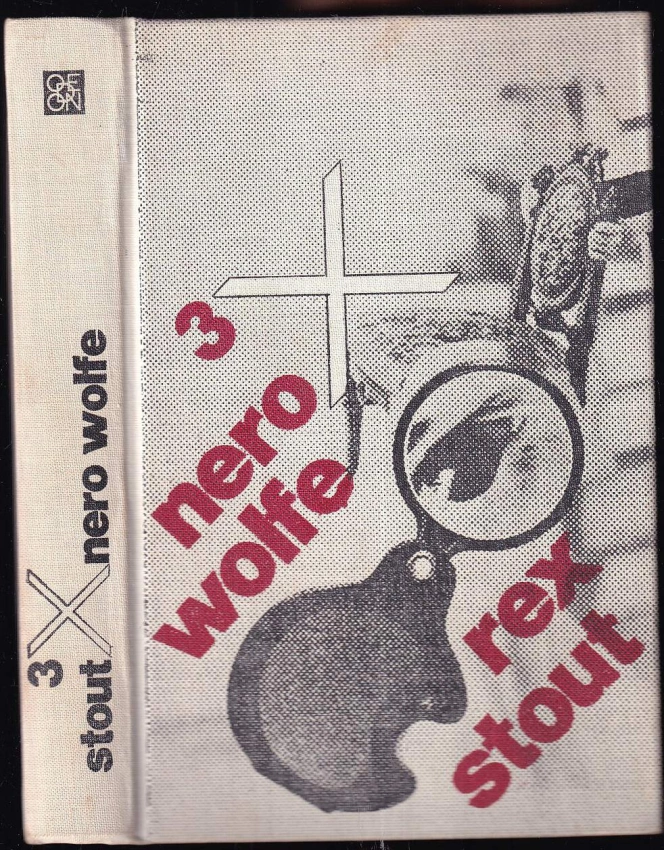 ODEON
3 X nero wolfe
stout
3 X
nero
wolfe
rex
stout